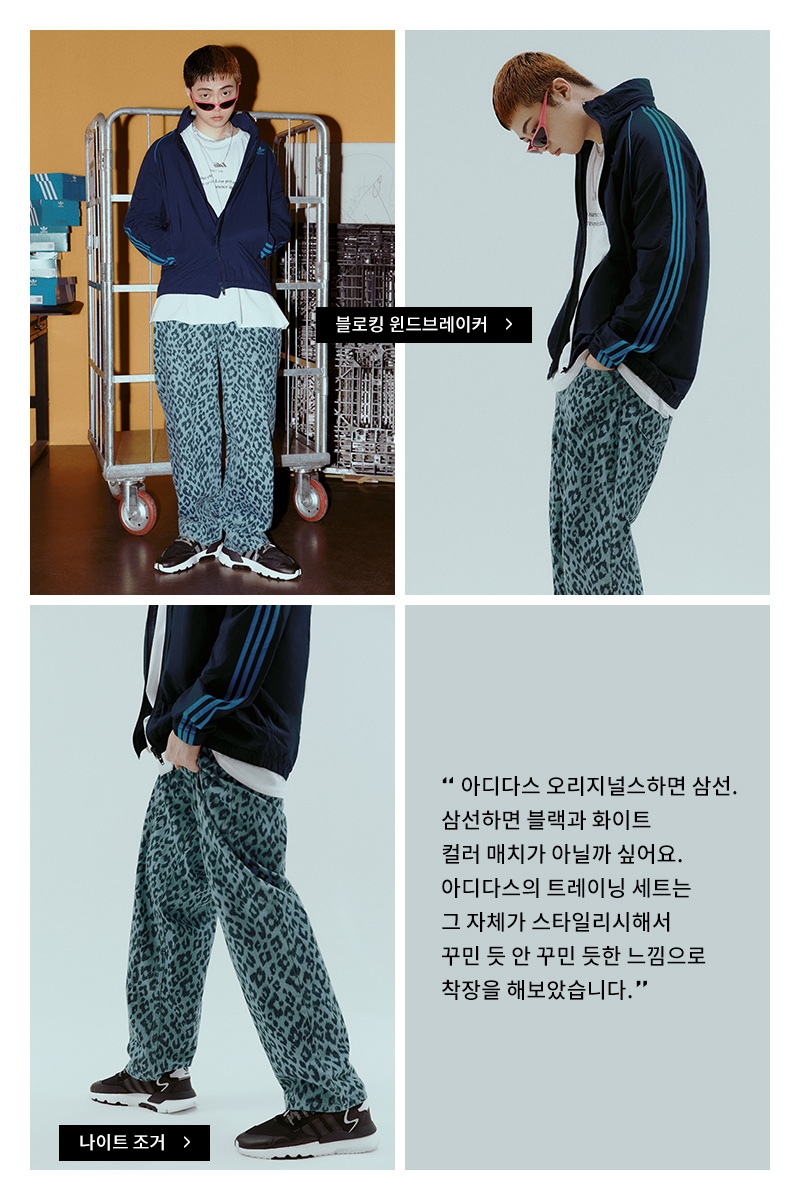 블로킹 윈드브레이커 >
나이트 조거 >
“ 아디다스 오리지널스하면 삼선.
삼선하면 블랙과 화이트
컬러 매치가 아닐까 싶어요.
아디다스의 트레이닝 세트는
그 자체가 스타일리시해서
꾸민 듯 안 꾸민 듯한 느낌으로
착장을 해보았습니다.”